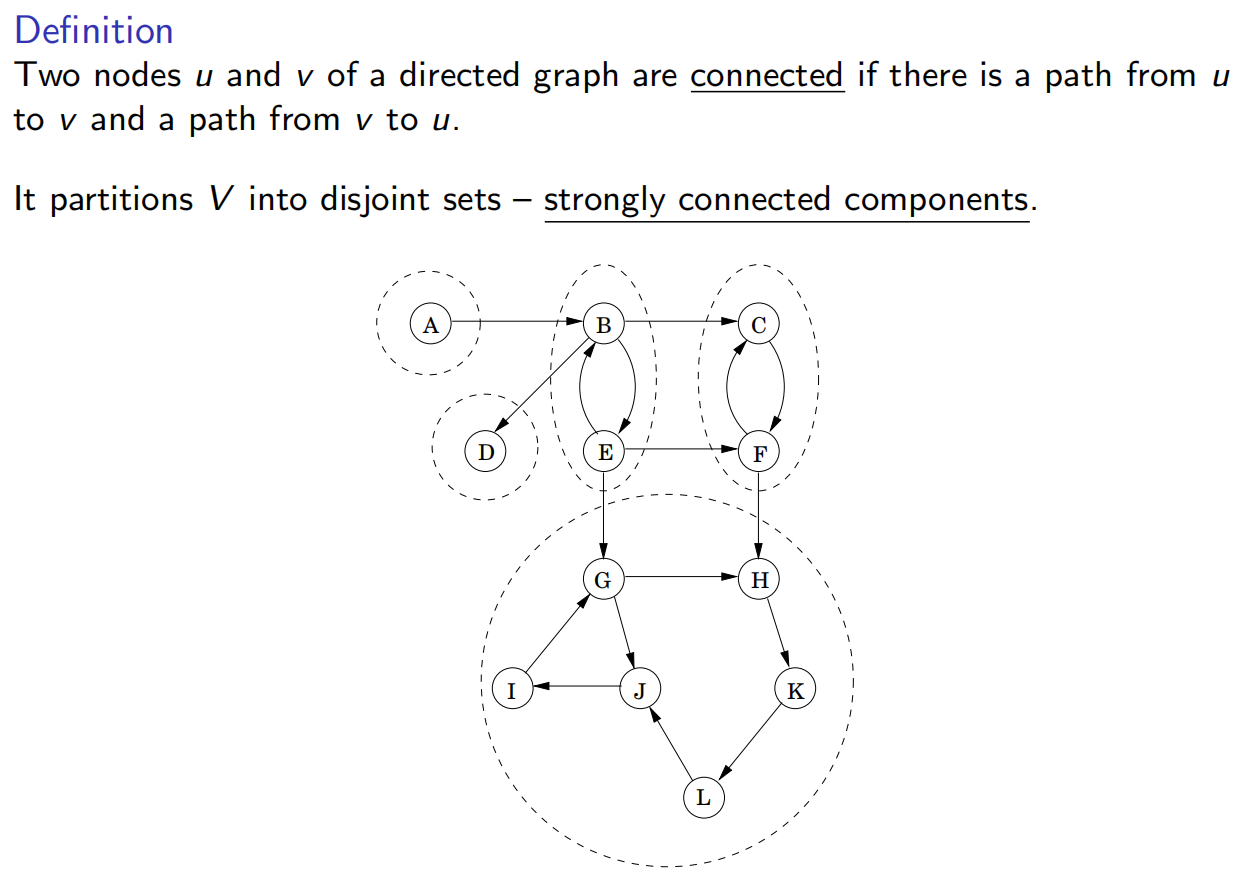 Definition
Two nodes u and v of a directed graph are connected if there is a path from u
to v and a path from v to u.
It partitions V into disjoint sets – strongly connected components.
A B C
D E F
G H
I J K
L